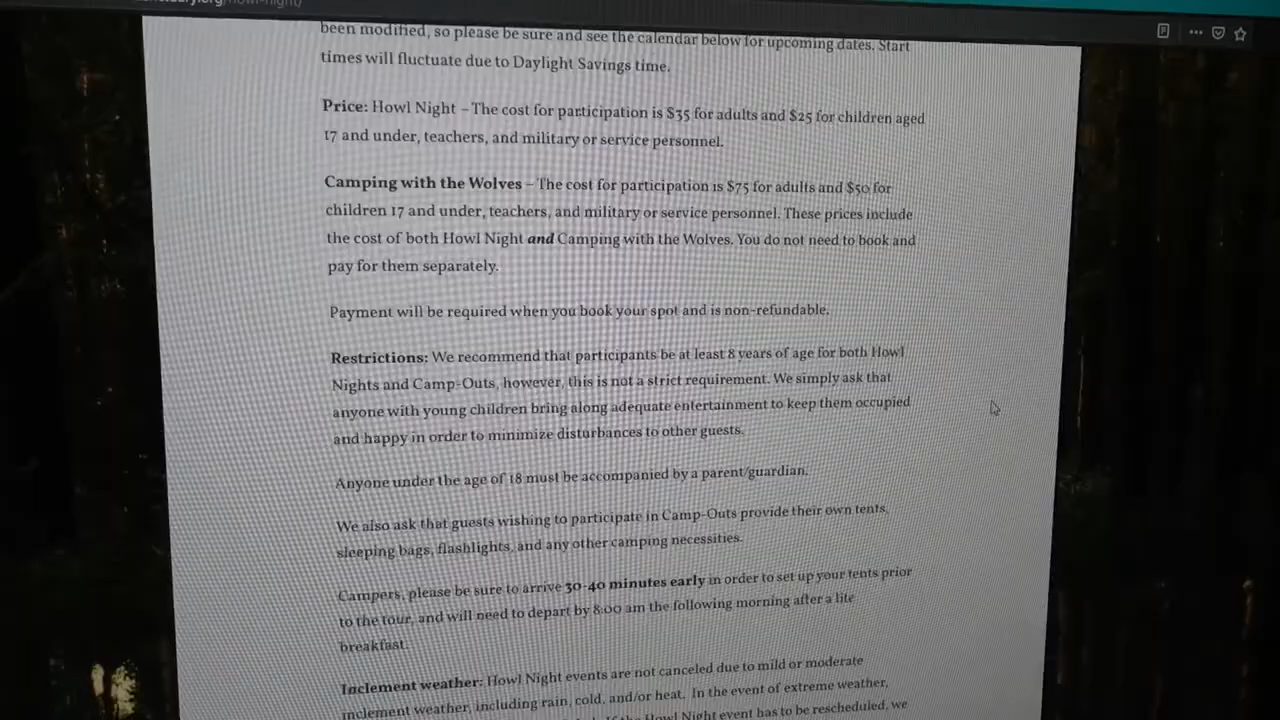 been modified, so please be sure and see the calendar below for upcoming dates. Start
times will fluctuate due to Daylight Savings time.
Price: Howl Night – The cost for participation is $35 for adults and $25 for children aged
17 and under, teachers, and military or service personnel.
Camping with the Wolves – The cost for participation is $75 for adults and $50 for
children 17 and under, teachers, and military or service personnel. These prices include
the cost of both Howl Night and Camping with the Wolves. You do not need to book and
pay for them separately.
Payment will be required when you book your spot and is non-refundable.
Restrictions: We recommend that participants be at least 8 years of age for both Howl
Nights and Camp-Outs, however, this is not a strict requirement. We simply ask that
anyone with young children bring along adequate entertainment to keep them occupied
and happy in order to minimize disturbances to other guests.
Anyone under the age of 18 must be accompanied by a parent/guardian.
We also ask that guests wishing to participate in Camp-Outs provide their own tents,
sleeping bags, flashlights, and any other camping necessities.
Campers, please be sure to arrive 30-40 minutes early in order to set up your tents prior
to the tour, and will need to depart by 8:00 am the following morning after a lite
breakfast.
Inclement weather: Howl Night events are not canceled due to mild or moderate
inclement weather, including rain, cold, and/or heat. In the event of extreme weather,
Howl Night event has to be rescheduled, we